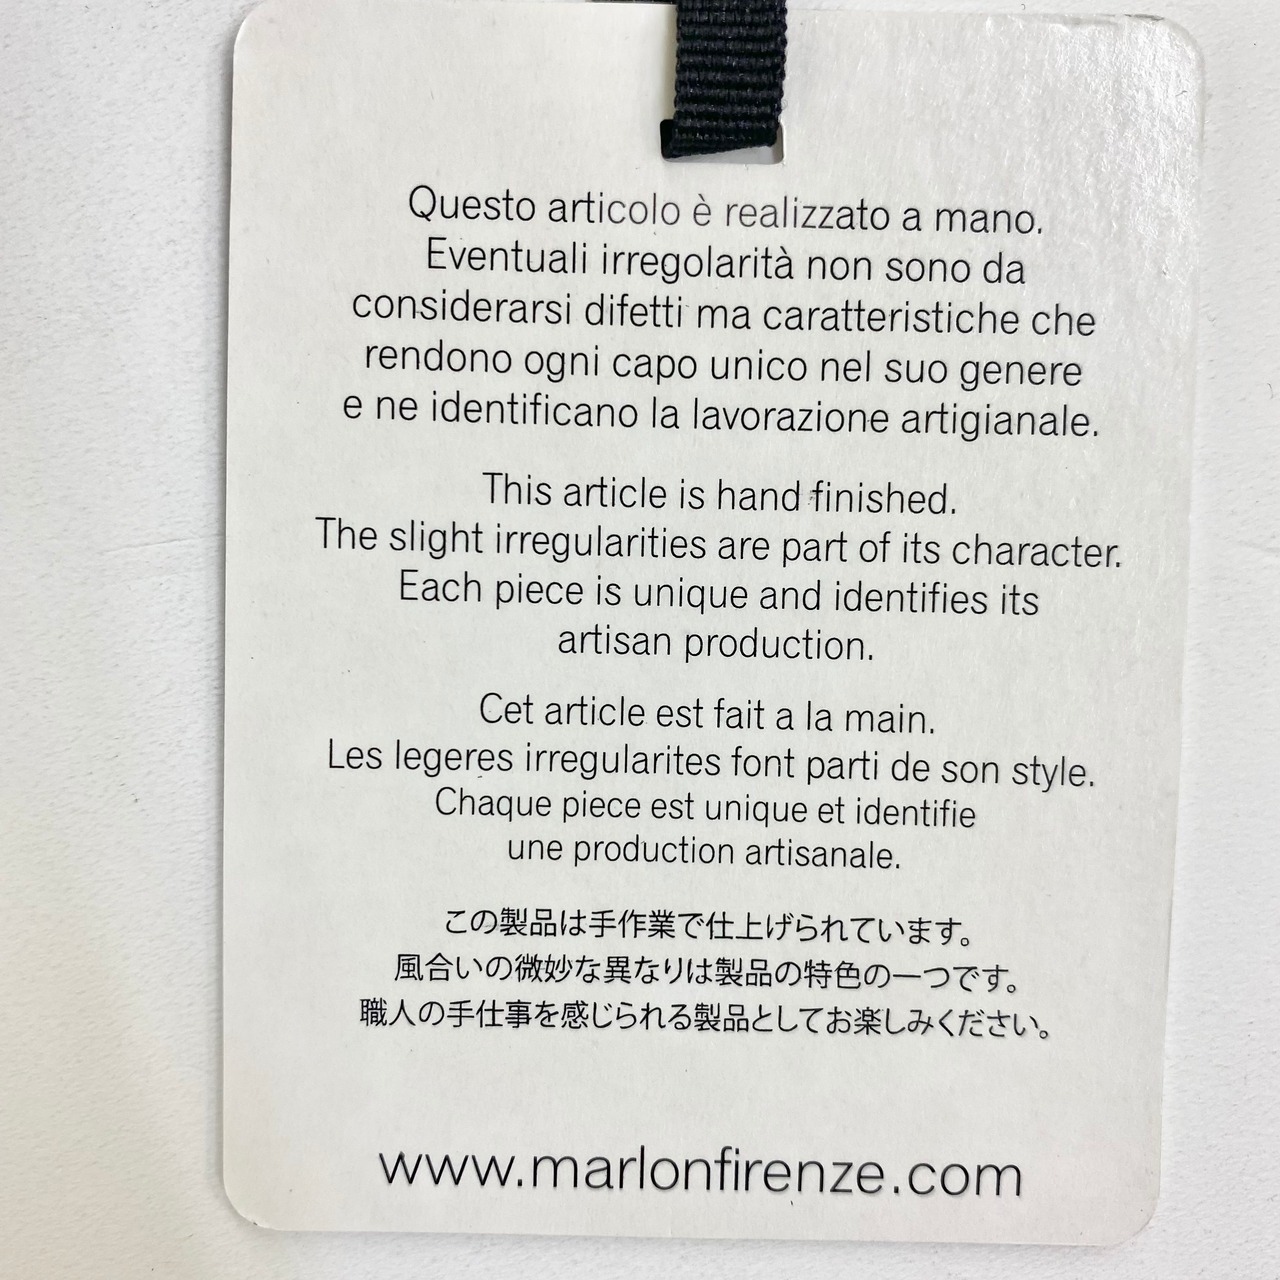 Questo articolo è realizzato a mano.
Eventuali irregolarità non sono da
considerarsi difetti ma caratteristiche che
rendono ogni capo unico nel suo genere
e ne identificano la lavorazione artigianale.
This article is hand finished.
The slight irregularities are part of its character.
Each piece is unique and identifies its
artisan production.
Cet article est fait a la main.
Les legeres irregularites font parti de son style.
Chaque piece est unique et identifie
une production artisanale.
この製品は手作業で仕上げられています。
風合いの微妙な異なりは製品の特色の一つです。
職人の手仕事を感じられる製品としてお楽しみください。
www.marlonfirenze.com